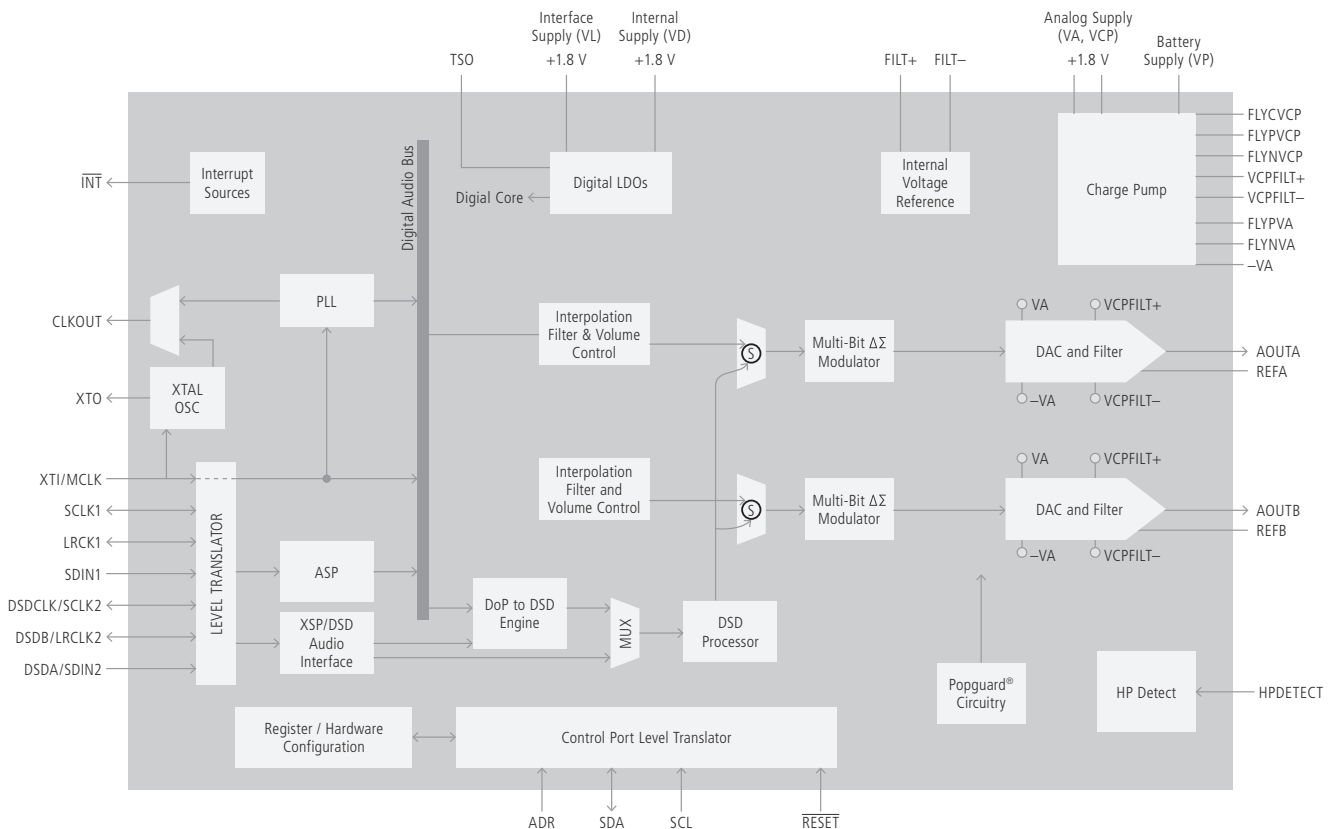 Interface
Supply (VL)
+1.8 V
Internal
Supply (VD)
+1.8 V
Analog Supply
(VA, VCP)
+1.8 V
Battery
Supply (VP)
TSO
FILT+
FILT–
FLYCVCP
FLYPVCP
FLYNVCP
VCPFILT+
VCPFILT–
FLYPVA
FLYNVA
–VA
Charge Pump
INT
Interrupt
Sources
Digital Audio Bus
Digital LDOs
Digial Core
Internal
Voltage
Reference
CLKOUT
PLL
XTO
XTAL
OSC
Interpolation
Filter & Volume
Control
S
Multi-Bit ΔΣ
Modulator
VA
VCPFILT+
DAC and Filter
–VA
VCPFILT–
AOUTA
REFA
XTI/MCLK
SCLK1
LRCK1
SDIN1
DSDCLK/SCLK2
DSDB/LRCLK2
DSDA/SDIN2
LEVEL TRANSLATOR
ASP
XSP/DSD
Audio
Interface
Interpolation
Filter and
Volume Control
S
Multi-Bit ΔΣ
Modulator
VA
VCPFILT+
DAC and Filter
–VA
VCPFILT–
AOUTB
REFB
DoP to DSD
Engine
MUX
DSD
Processor
Popguard®
Circuitry
HP Detect
HPDETECT
Register / Hardware
Configuration
Control Port Level Translator
ADR
SDA
SCL
RESET